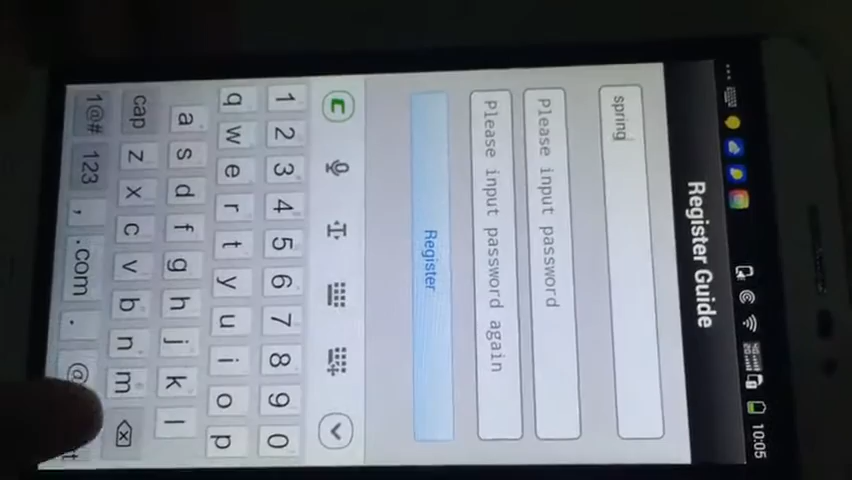 10:05
Register Guide
spring
Please input password
Please input password again
Register
1 2 3 4 5 6 7 8 9 0
q w e r t y u i o p
a s d f g h j k l
cap z x c v b n m
1@# 123 , .com . @